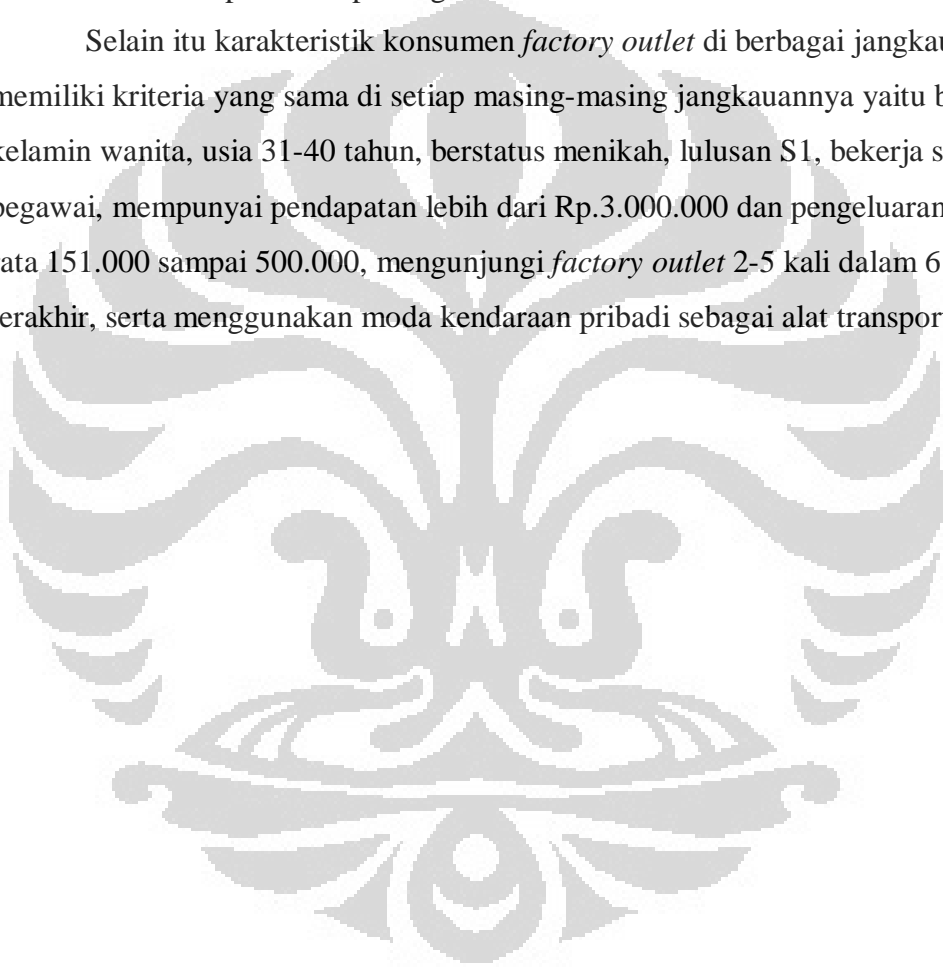 Selain itu karakteristik konsumen factory outlet di berbagai
memiliki kriteria yang sama di setiap masing-masing jangkauannya yaitu
kelamin wanita, usia 31-40 tahun, berstatus menikah, lulusan S1, bekerja
pegawai, mempunyai pendapatan lebih dari Rp.3.000.000 dan pengeluaran
rata 151.000 sampai 500.000, mengunjungi factory outlet 2-5 kali dalam 6
terakhir, serta menggunakan moda kendaraan pribadi sebagai alat